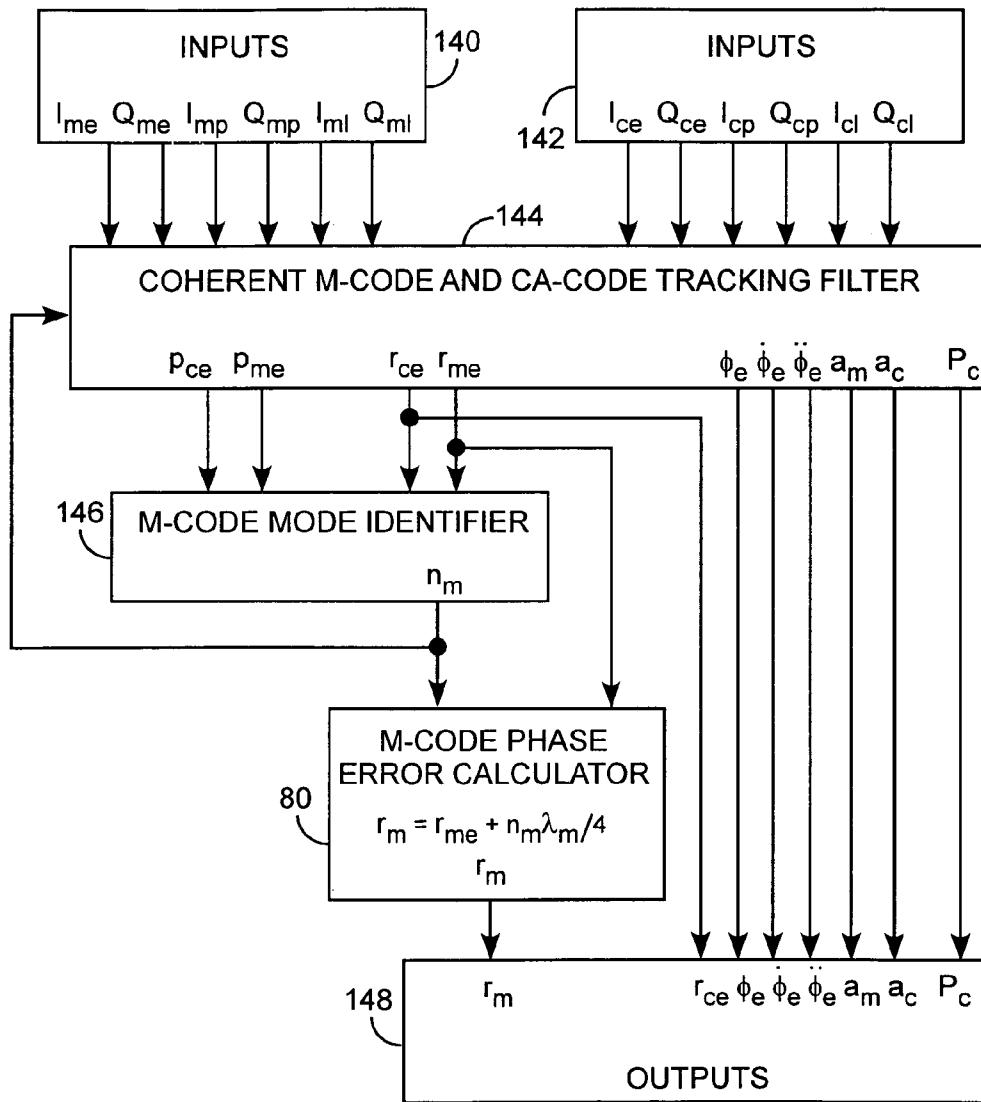 INPUTS
140
I_me Q_me I_mp Q_mp I_ml Q_ml
INPUTS
142
I_ce Q_ce I_cp Q_cp I_cl Q_cl
144
COHERENT M-CODE AND CA-CODE TRACKING FILTER
p_ce p_me r_ce r_me ϕ_e ϕ̇_e ϕ̈_e a_m a_c P_c
146
M-CODE MODE IDENTIFIER
n_m
80
M-CODE PHASE
ERROR CALCULATOR
r_m = r_me + n_mλ_m/4
r_m
148
r_m r_ce ϕ_e ϕ̇_e ϕ̈_e a_m a_c P_c
OUTPUTS